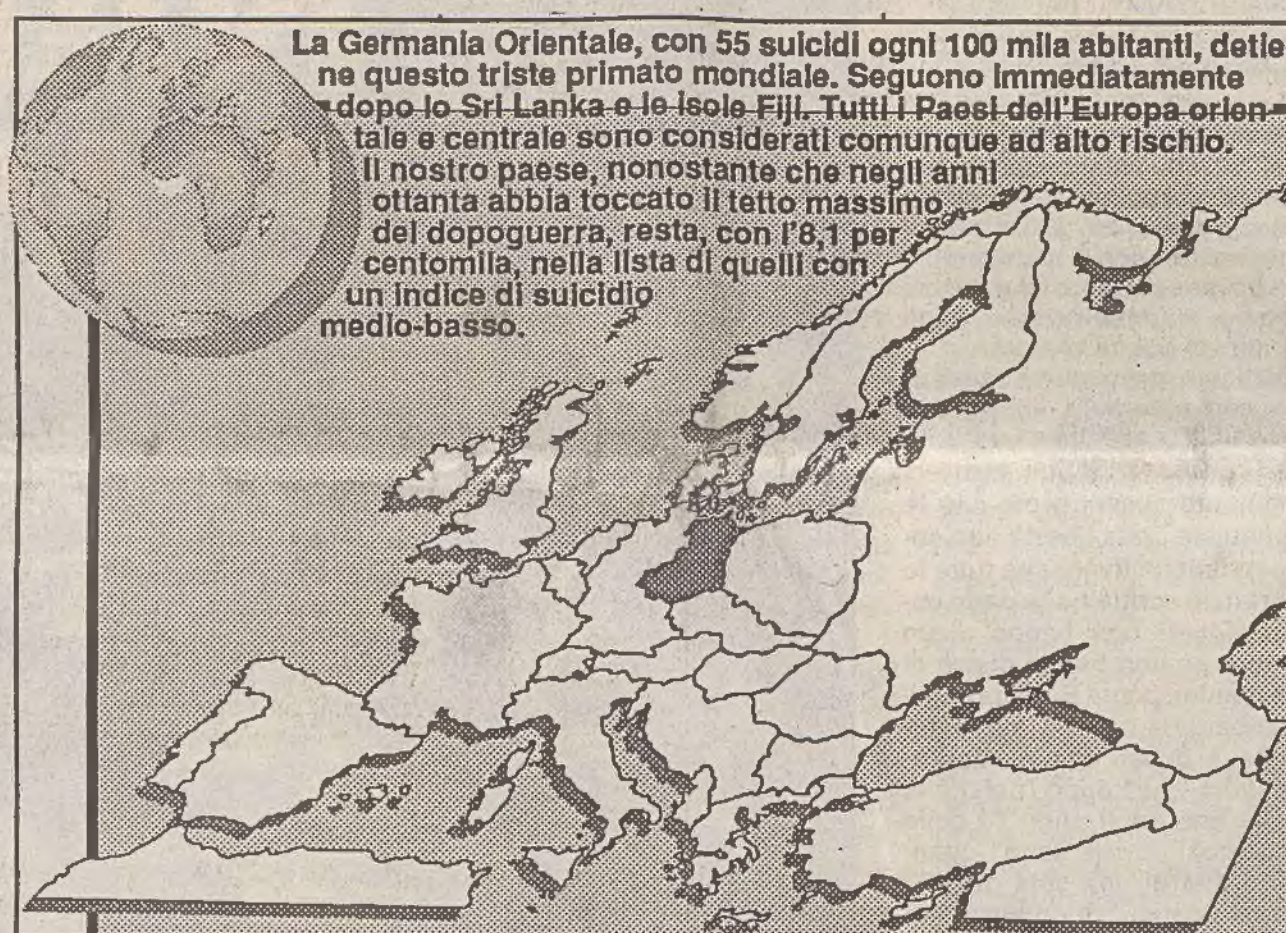 La Germania Orientale, con 55 suicidi ogni 100 mila abitanti, detie
ne questo triste primato mondiale. Seguono immediatamente
dopo lo Sri Lanka e le isole Fiji. Tutti i Paesi dell'Europa orien-
tale e centrale sono considerati comunque ad alto rischio.
Il nostro paese, nonostante che negli anni
ottanta abbia toccato il tetto massimo
del dopoguerra, resta, con l'8,1 per
centomila, nella lista di quelli con
un indice di suicidio
medio-basso.